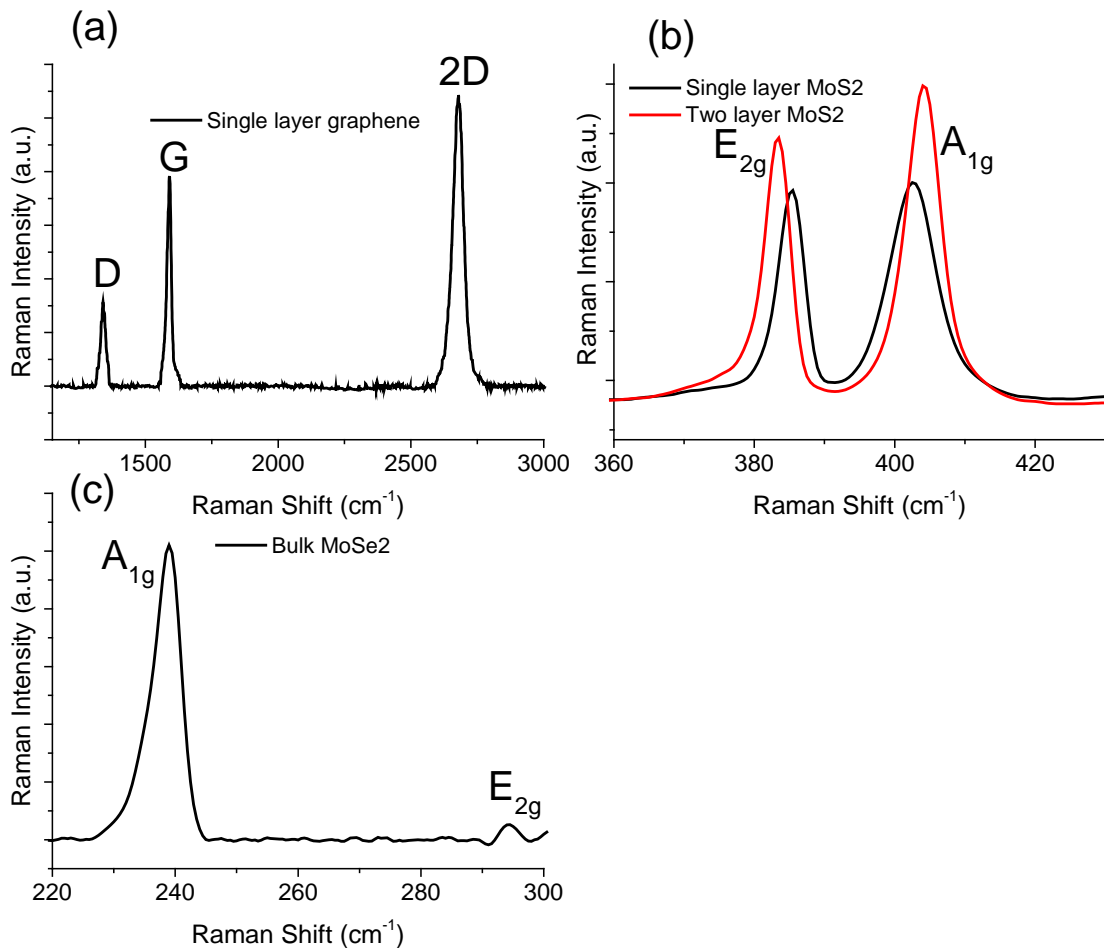 (a)
Raman Intensity (a.u.)
Single layer graphene
D
G
2D
1500 2000 2500 3000
Raman Shift (cm⁻¹)
(b)
Raman Intensity (a.u.)
Single layer MoS2
Two layer MoS2
E₂g
A₁g
360 380 400 420
Raman Shift (cm⁻¹)
(c)
Raman Intensity (a.u.)
Bulk MoSe2
A₁g
E₂g
220 240 260 280 300
Raman Shift (cm⁻¹)